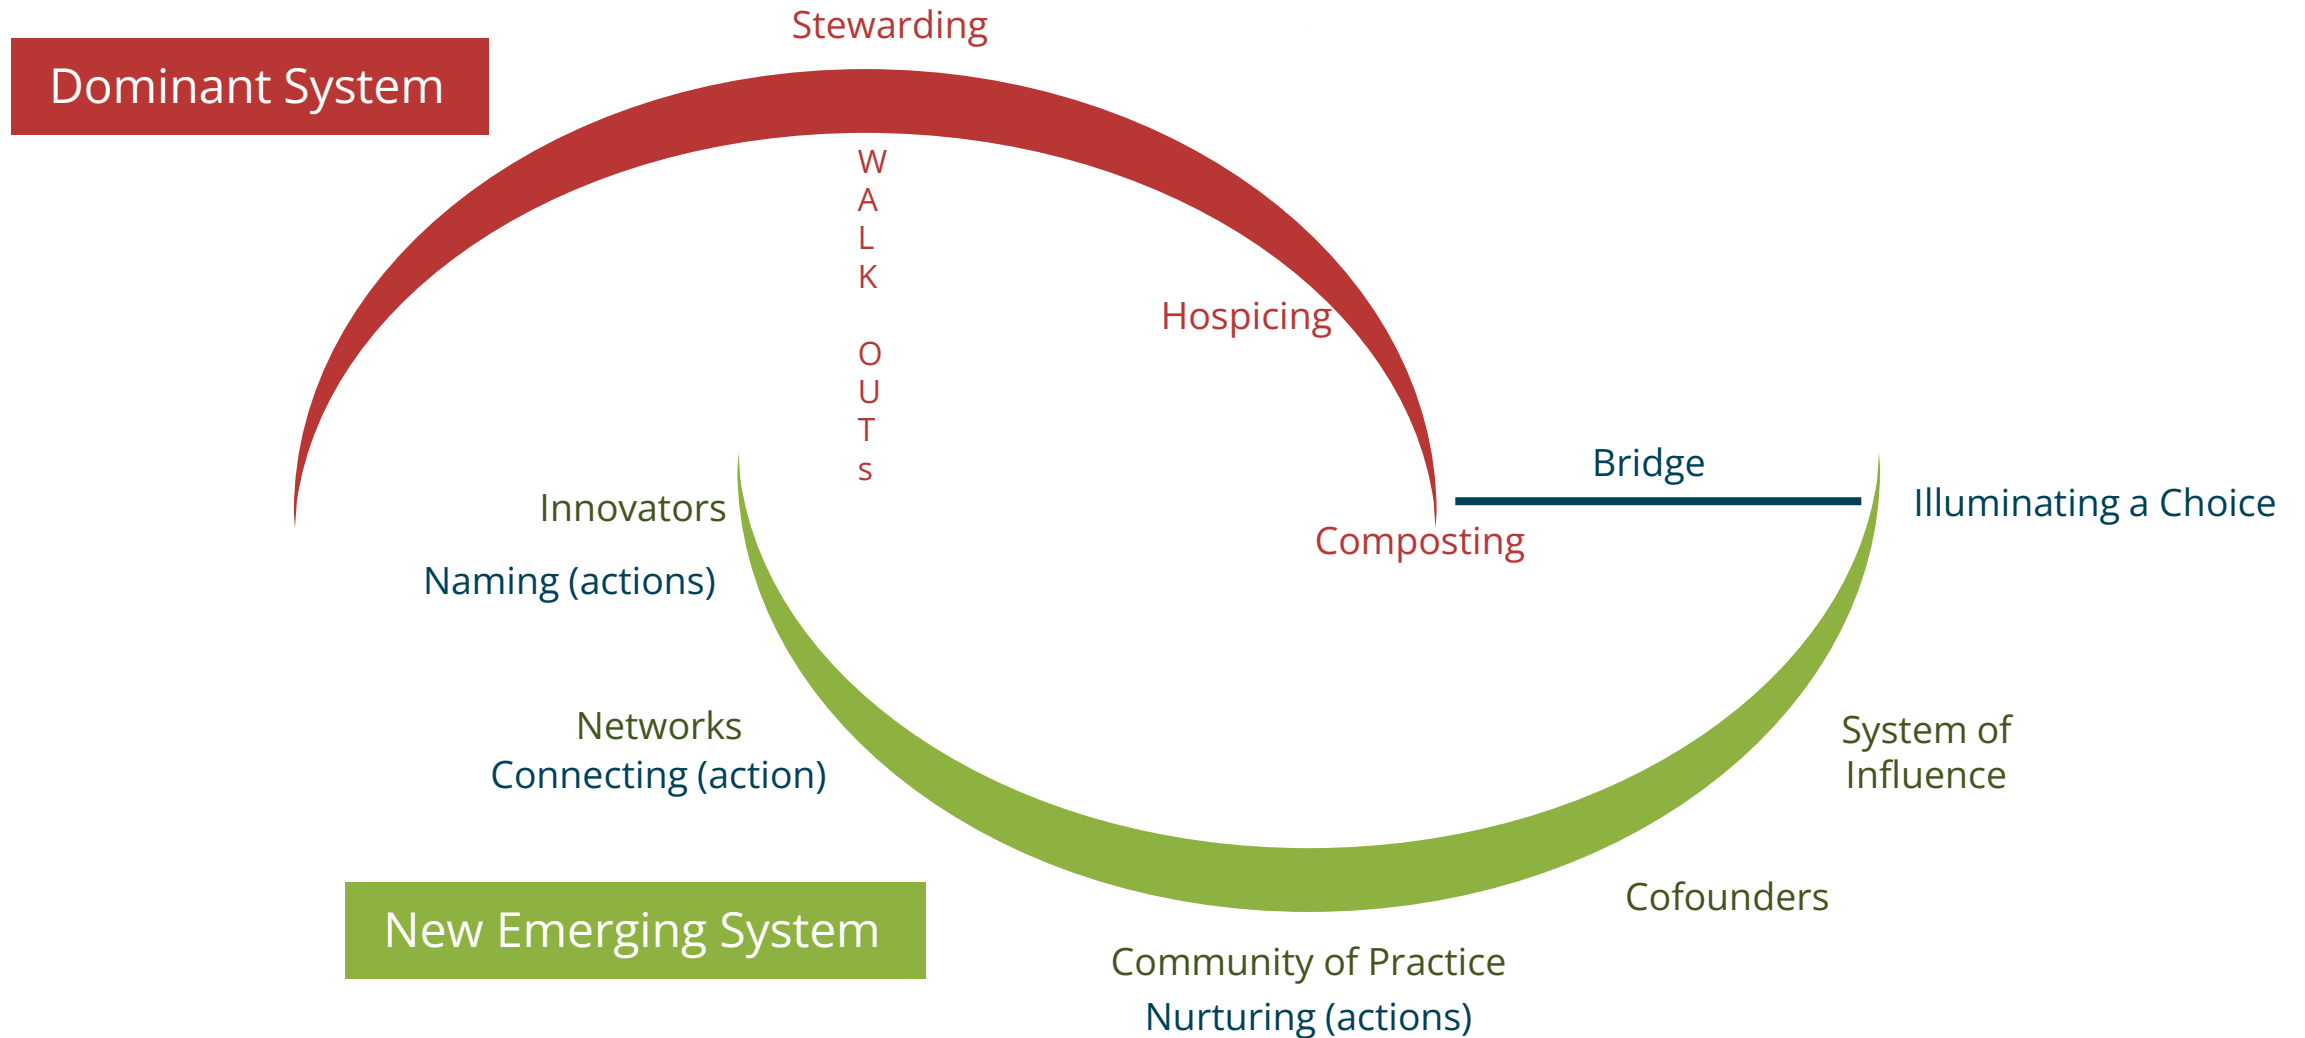 Stewarding
Dominant System
W
A
L
K
O
U
T
s
Hospicing
Bridge
Illuminating a Choice
Innovators
Composting
Naming (actions)
Networks
Connecting (action)
System of
Influence
Cofounders
New Emerging System
Community of Practice
Nurturing (actions)